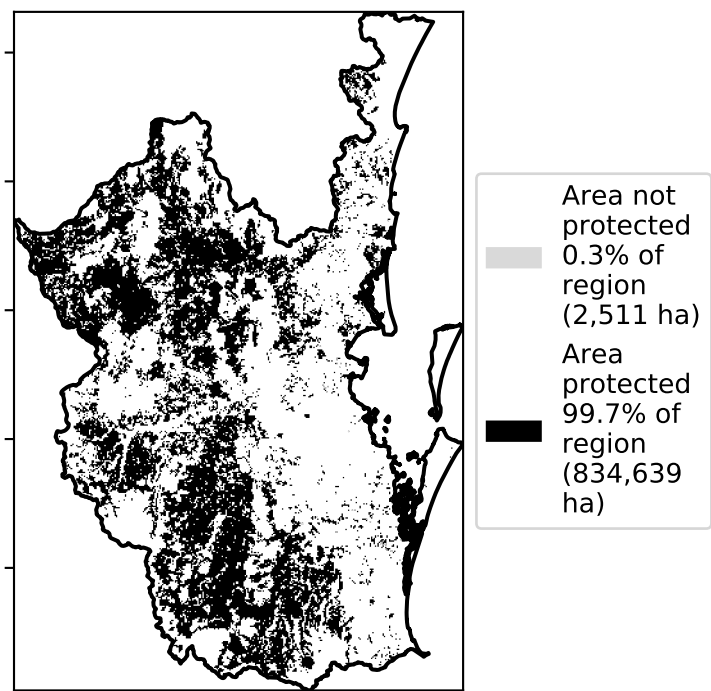 Area not
protected
0.3% of
region
(2,511 ha)
Area
protected
99.7% of
region
(834,639
ha)